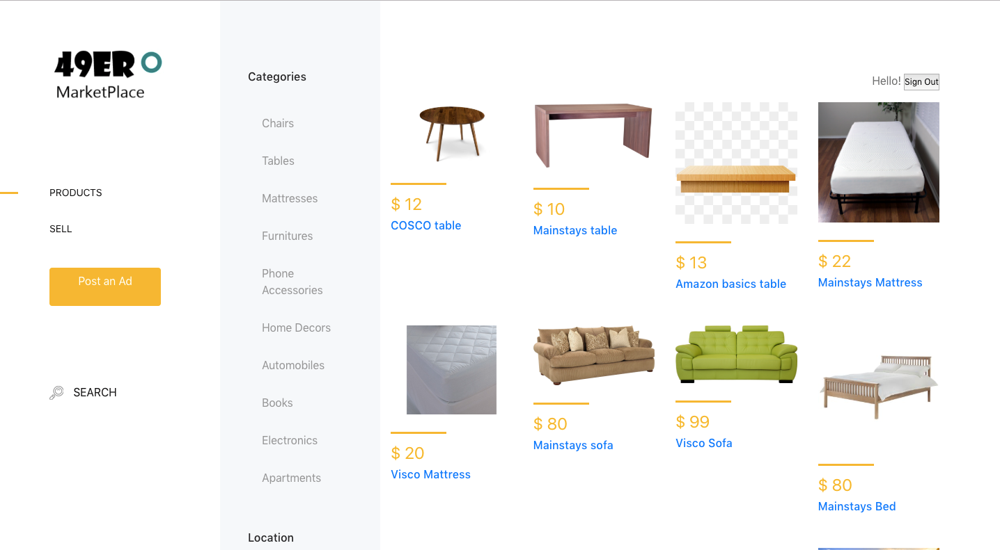 49ER
MarketPlace
PRODUCTS
SELL
Post an Ad
SEARCH
Categories
Chairs
Tables
Mattresses
Furnitures
Phone
Accessories
Home Decors
Automobiles
Books
Electronics
Apartments
Location
Hello! Sign Out
$ 12
COSCO table
$ 10
Mainstays table
$ 13
Amazon basics table
$ 22
Mainstays Mattress
$ 20
Visco Mattress
$ 80
Mainstays sofa
$ 99
Visco Sofa
$ 80
Mainstays Bed